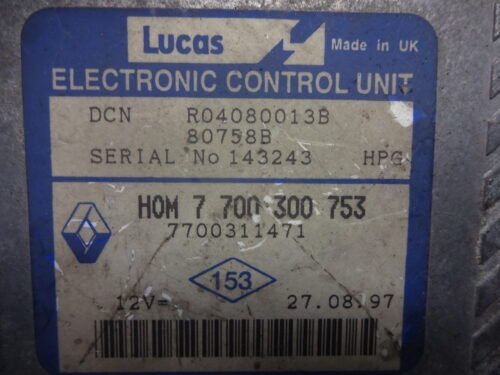 Lucas
Made in UK
ELECTRONIC CONTROL UNIT
DCN R04080013B
80758B
SERIAL No 143243 HPG
HOM 7 700 300 753
7700311471
153
12V= 27.08.97